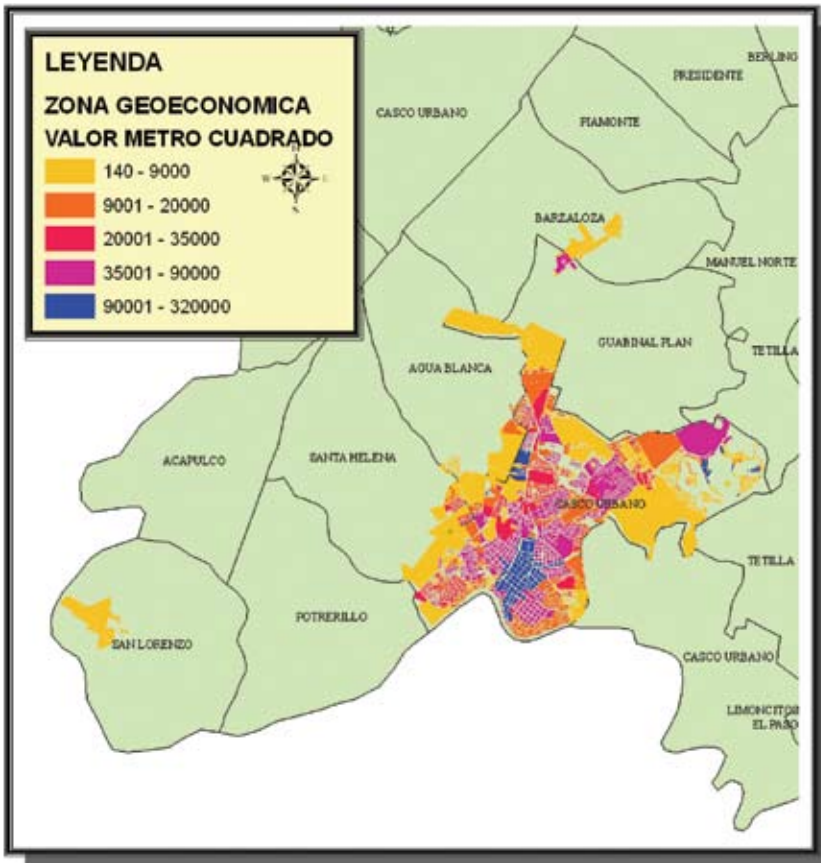 LEYENDA
ZONA GEOECONOMICA
VALOR METRO CUADRADO
N
W E
S
140 - 9000
9001 - 20000
20001 - 35000
35001 - 90000
90001 - 320000
BERLING
PRESIDENTE
CASCO URBANO
PIAMONTE
BARZALOZA
MANUEL NORTE
GUABINAL PLAN
TETILLA
AGUA BLANCA
ACAPULCO
SANTA HELENA
CASCO URBANO
TETILLA
POTRERILLO
SAN LORENZO
CASCO URBANO
LIMONCITOS
EL PASO